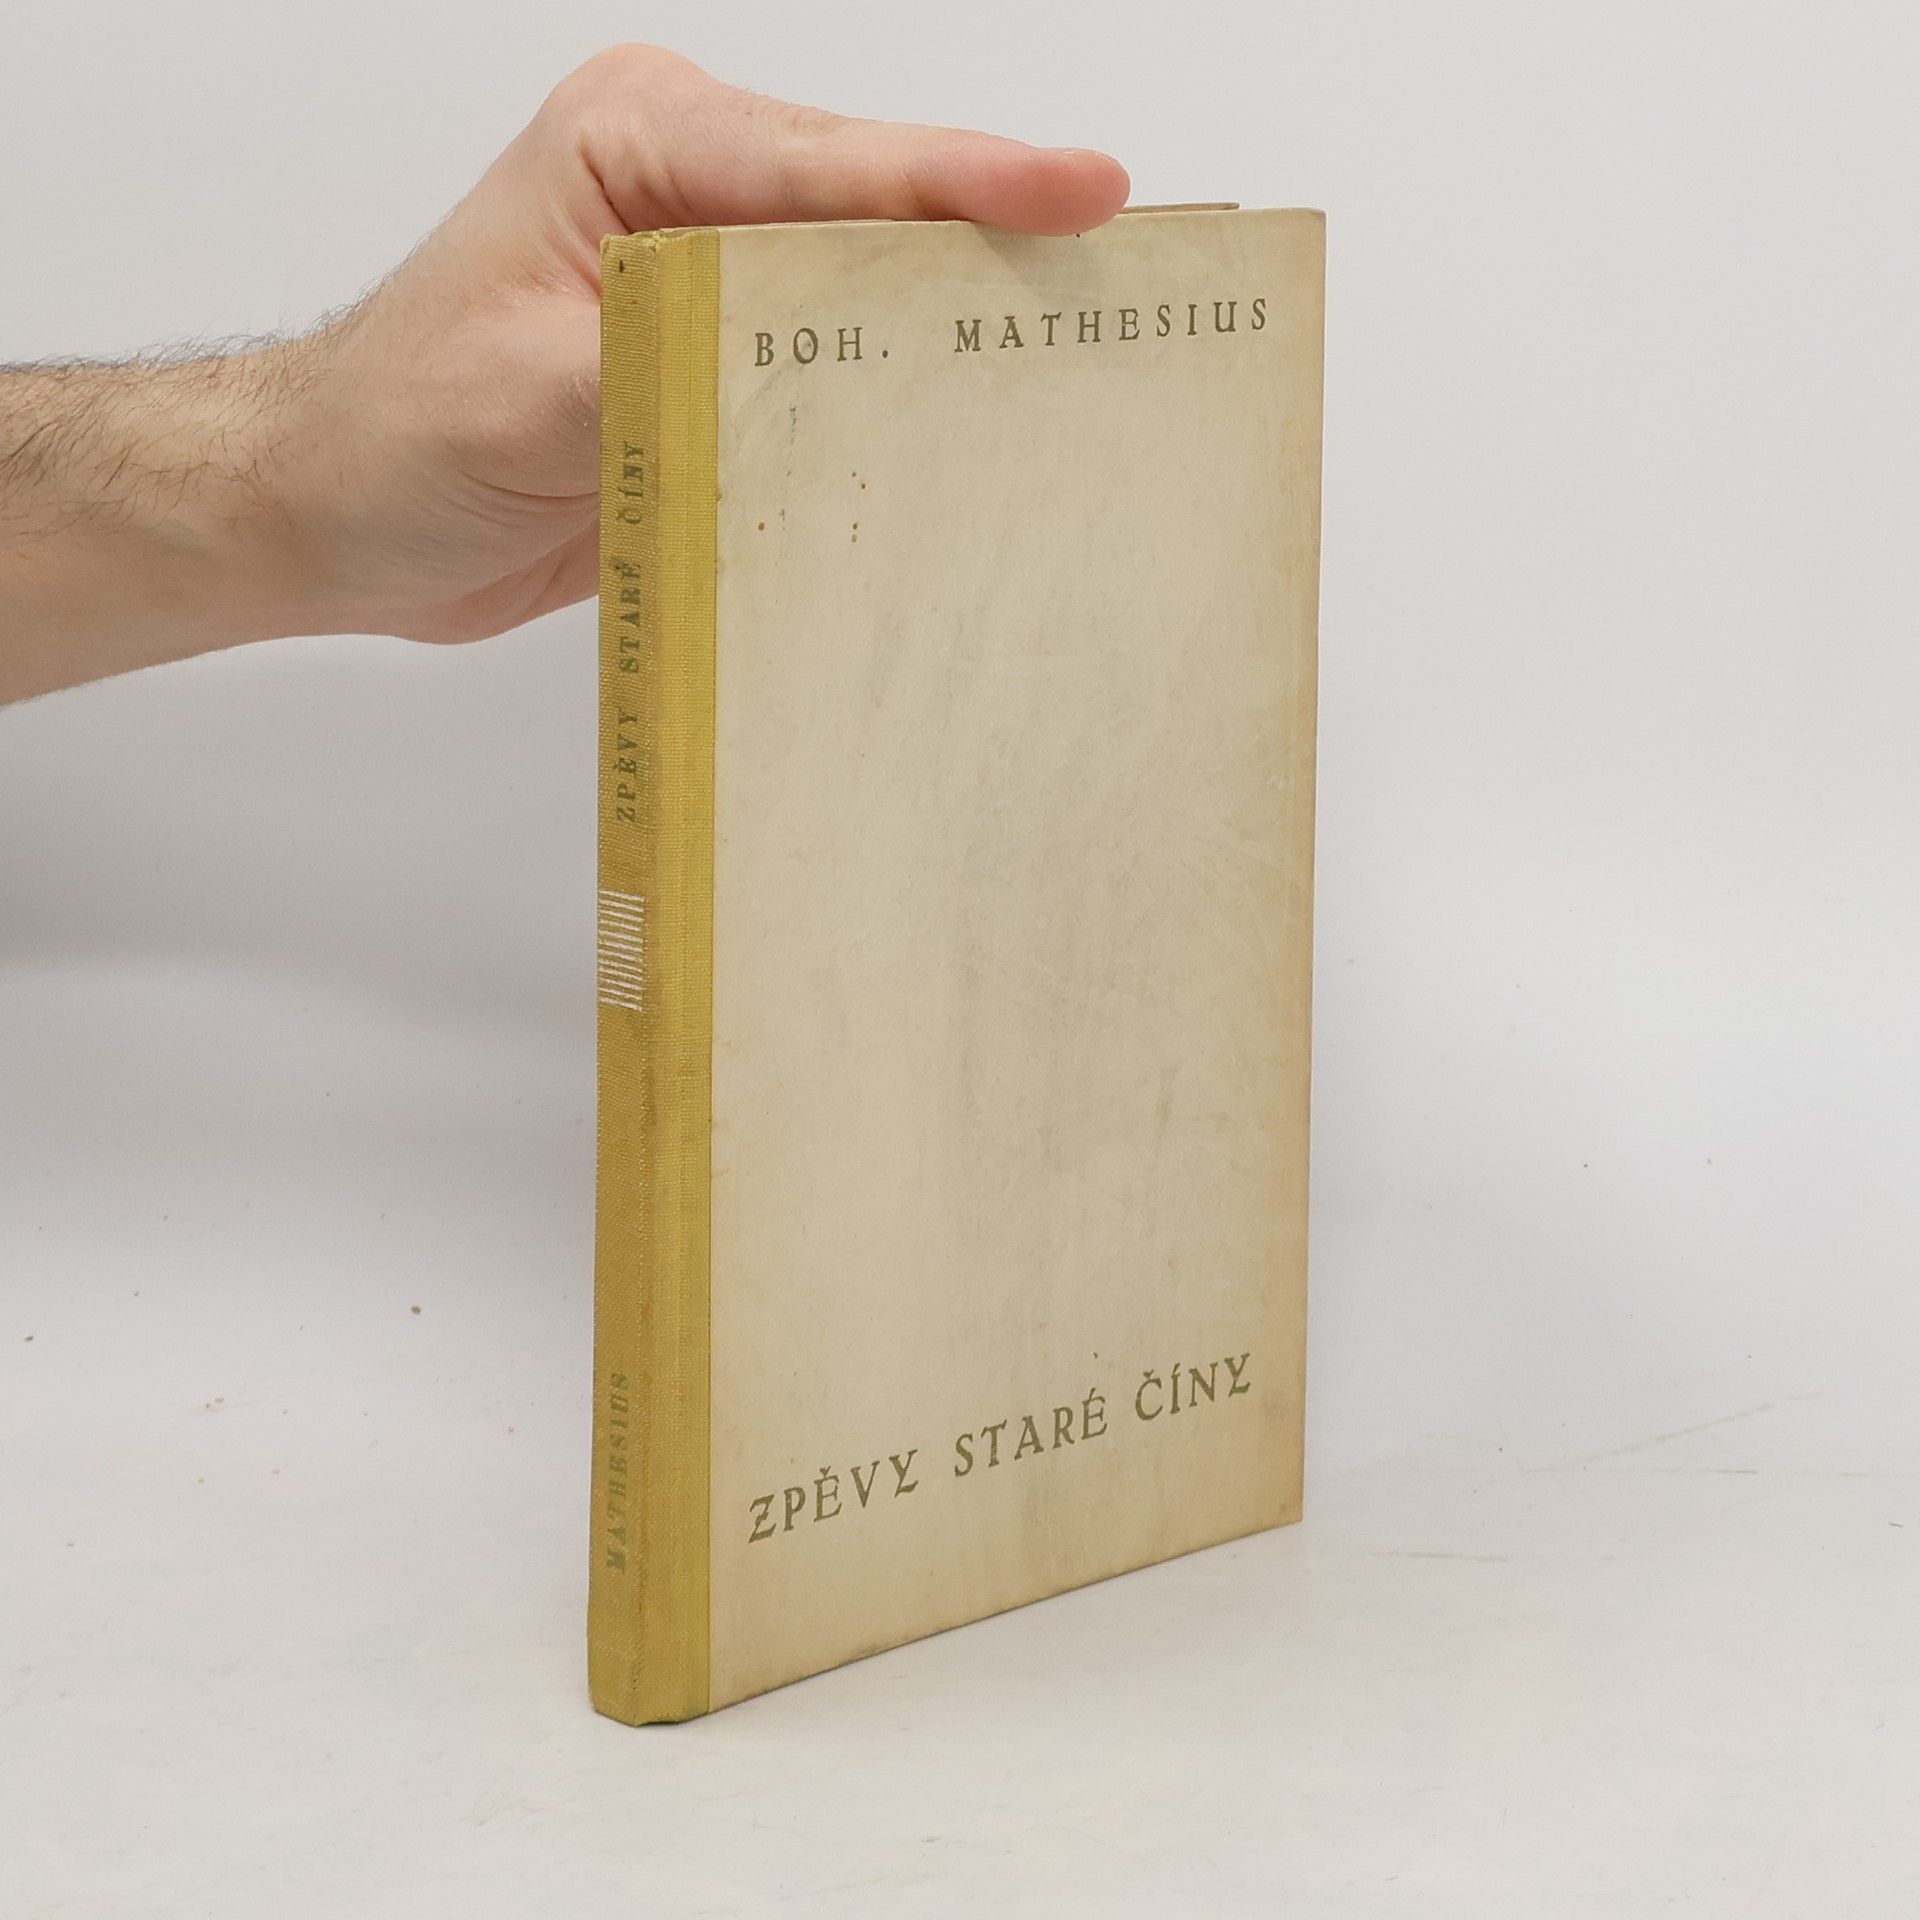 BOH. MATHESIUS
ZPĚVY STARÉ ČÍNY
MATHESIUS ZPĚVY STARÉ ČÍNY